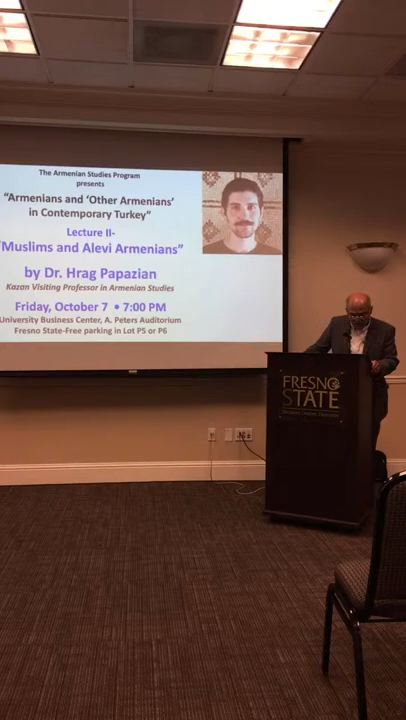 The Armenian Studies Program
presents
"Armenians and 'Other Armenians'
in Contemporary Turkey"
Lecture II-
"Muslims and Alevi Armenians"
by Dr. Hrag Papazian
Kazan Visiting Professor in Armenian Studies
Friday, October 7 • 7:00 PM
University Business Center, A. Peters Auditorium
Fresno State-Free parking in Lot P5 or P6
FRESNO
STATE